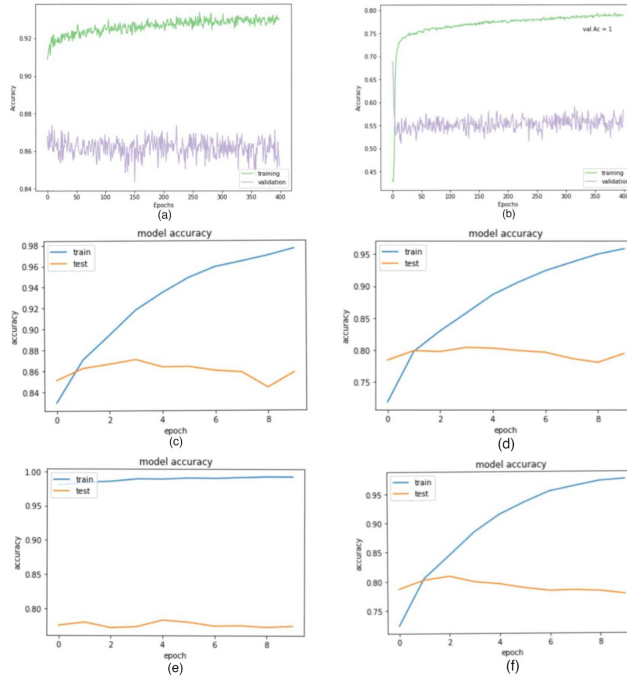 0.92
0.90
0.88
0.86
0.84
Accuracy
0 50 100 150 200 250 300 350 400
Epochs
training
validation
(a)
0.80
0.75
0.70
0.65
0.60
0.55
0.50
0.45
Accuracy
val Ac = 1
0 50 100 150 200 250 300 350 400
Epochs
training
validation
(b)
model accuracy
0.98
0.96
0.94
0.92
0.90
0.88
0.86
0.84
accuracy
train
test
0 2 4 6 8
epoch
(c)
model accuracy
0.95
0.90
0.85
0.80
0.75
accuracy
train
test
0 2 4 6 8
epoch
(d)
model accuracy
1.00
0.95
0.90
0.85
0.80
accuracy
train
test
0 2 4 6 8
epoch
(e)
model accuracy
0.95
0.90
0.85
0.80
0.75
accuracy
train
test
0 2 4 6 8
epoch
(f)